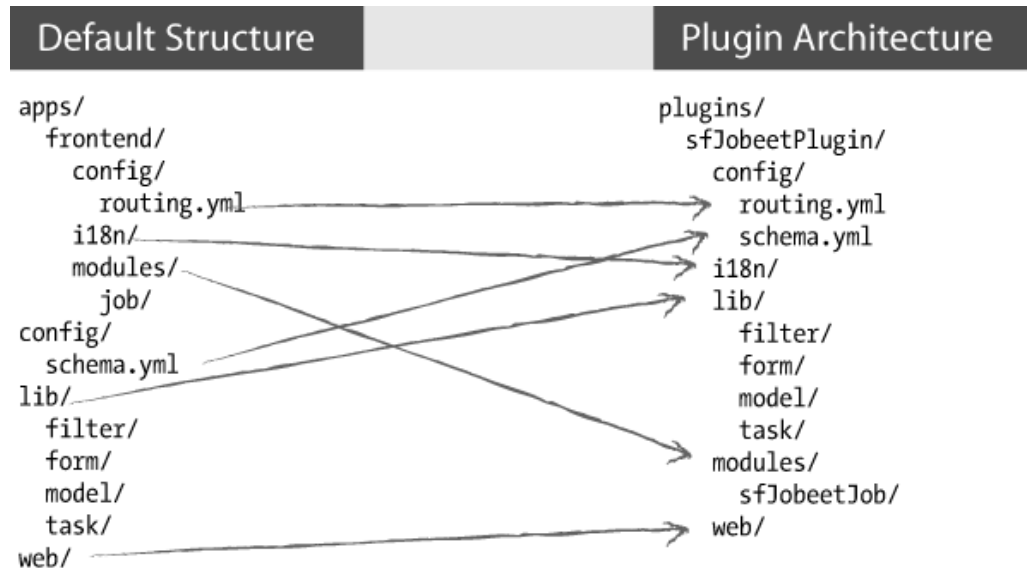 Default Structure
Plugin Architecture
apps/
frontend/
config/
routing.yml
i18n/
modules/
job/
config/
schema.yml
lib/
filter/
form/
model/
task/
web/
plugins/
sfJobeetPlugin/
config/
routing.yml
schema.yml
i18n/
lib/
filter/
form/
model/
task/
modules/
sfJobeetJob/
web/